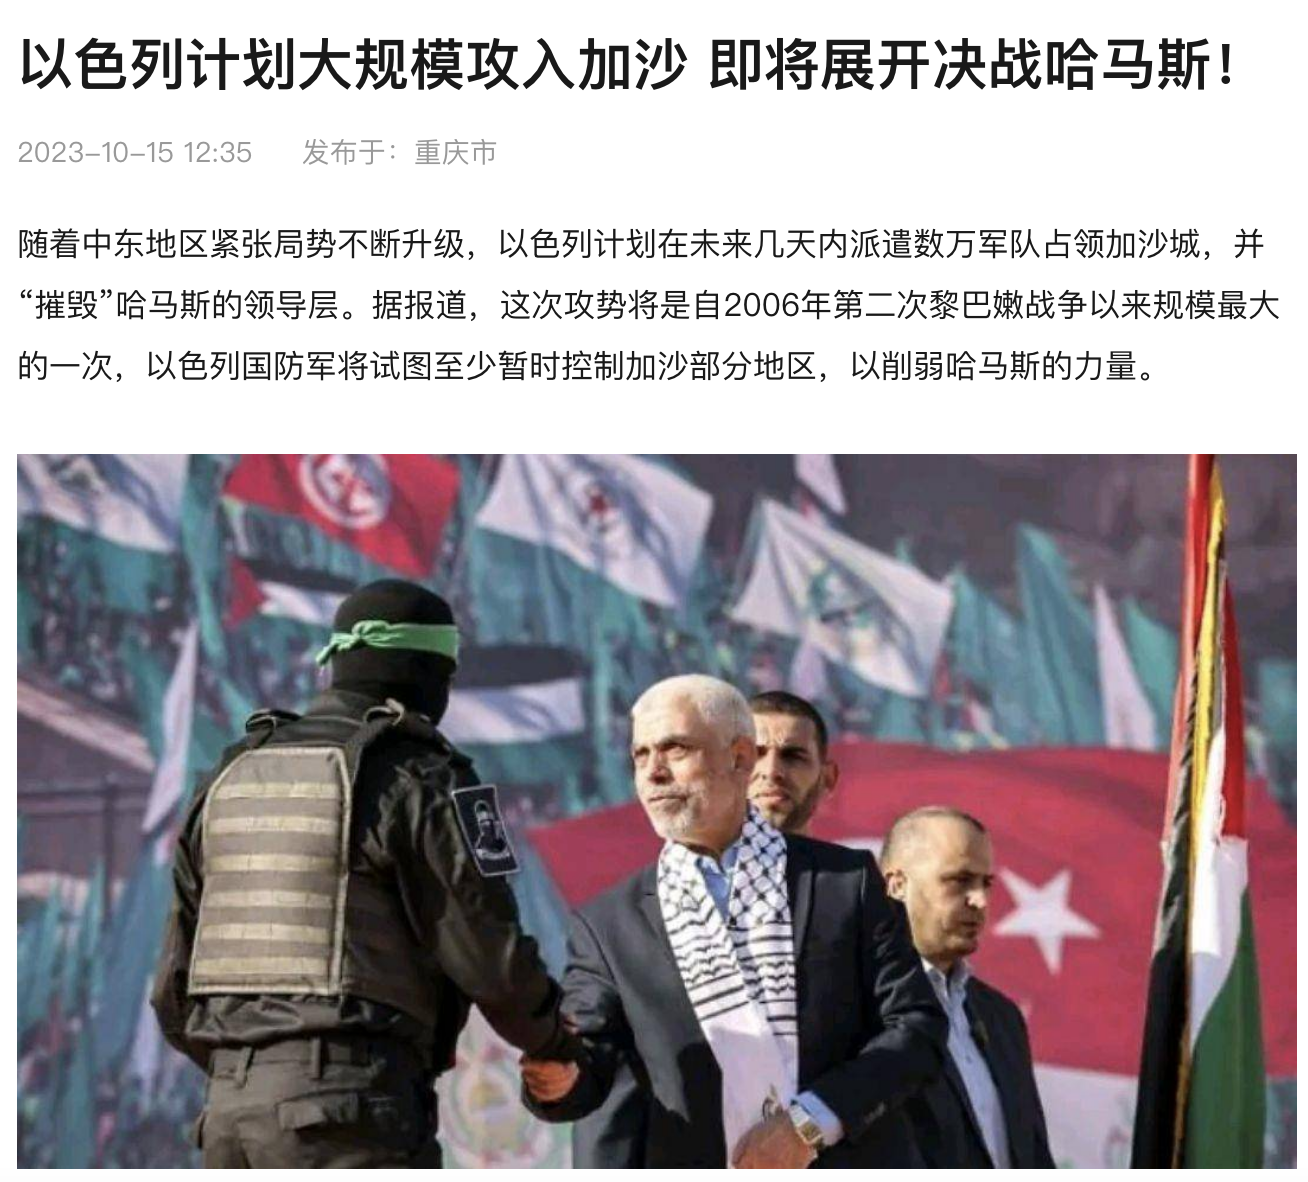 以色列计划大规模攻入加沙 即将展开决战哈马斯！
2023-10-15 12:35 发布于：重庆市
随着中东地区紧张局势不断升级，以色列计划在未来几天内派遣数万军队占领加沙城，并
“摧毁”哈马斯的领导层。据报道，这次攻势将是自2006年第二次黎巴嫩战争以来规模最大
的一次，以色列国防军将试图至少暂时控制加沙部分地区，以削弱哈马斯的力量。